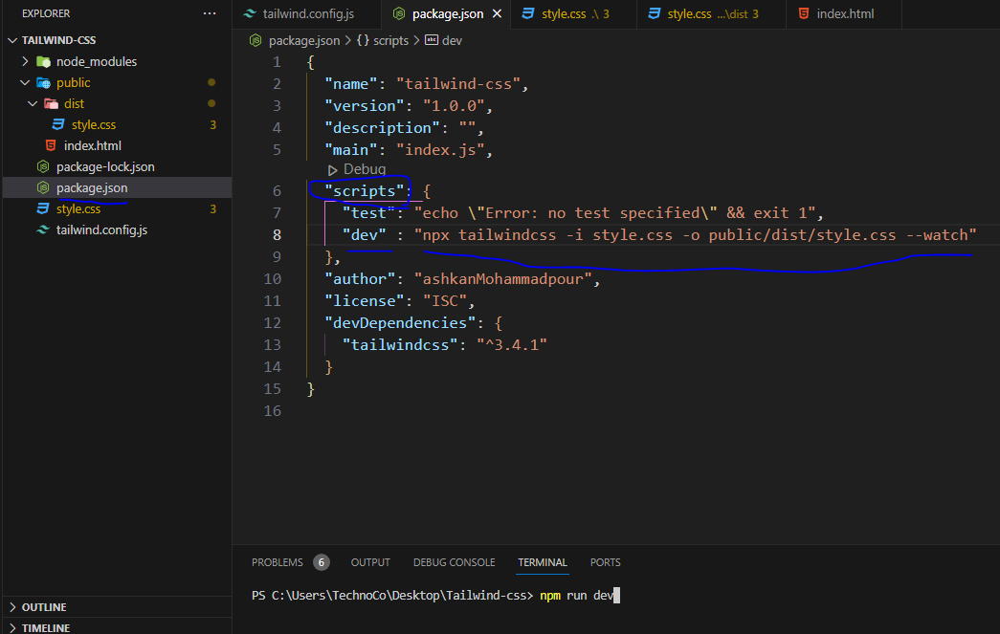 EXPLORER
TAILWIND-CSS
node_modules
public
dist
style.css 3
index.html
package-lock.json
package.json
style.css 3
tailwind.config.js
OUTLINE
TIMELINE
tailwind.config.js package.json style.css .\ 3 style.css ...\dist 3 index.html
package.json > {} scripts > abc dev
1 {
2 "name": "tailwind-css",
3 "version": "1.0.0",
4 "description": "",
5 "main": "index.js",
Debug
6 "scripts": {
7 "test": "echo \"Error: no test specified\" && exit 1",
8 "dev" : "npx tailwindcss -i style.css -o public/dist/style.css --watch"
9 },
10 "author": "ashkanMohammadpour",
11 "license": "ISC",
12 "devDependencies": {
13 "tailwindcss": "^3.4.1"
14 }
15 }
16
PROBLEMS 6 OUTPUT DEBUG CONSOLE TERMINAL PORTS
PS C:\Users\TechnoCo\Desktop\Tailwind-css> npm run dev